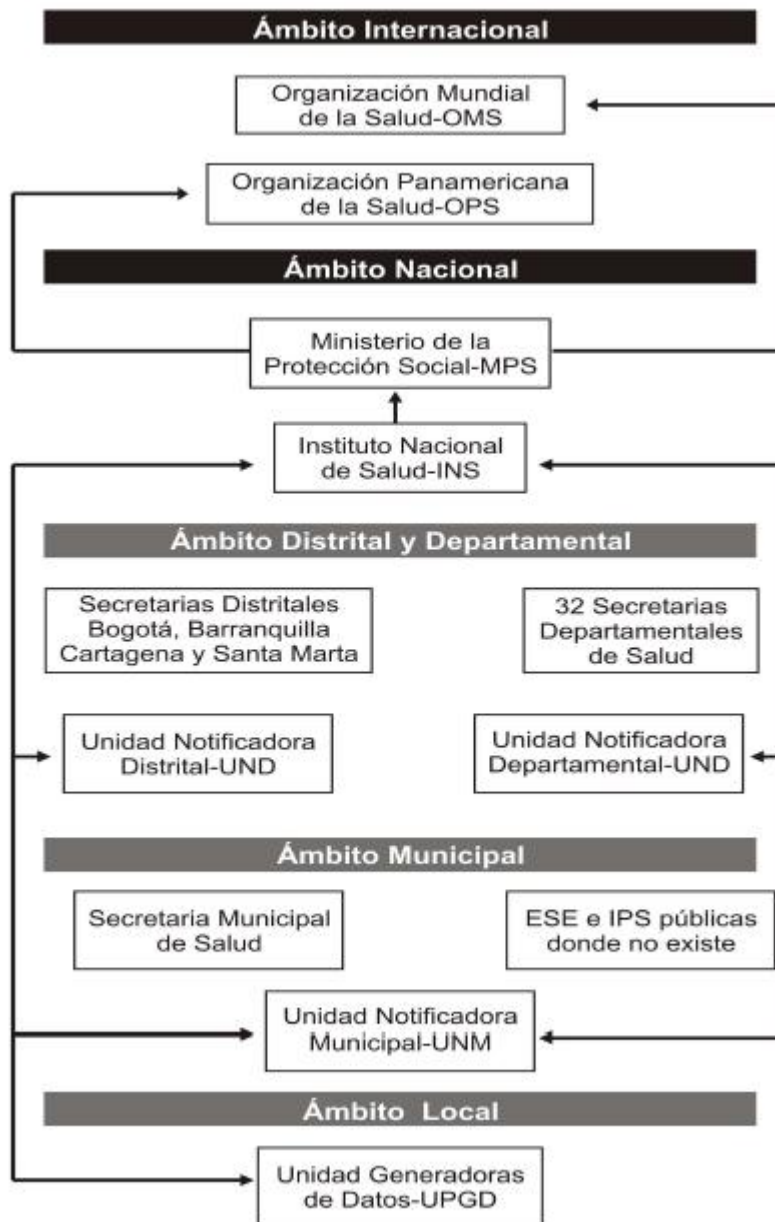 Ámbito Internacional
Organización Mundial
de la Salud-OMS
Organización Panamericana
de la Salud-OPS
Ámbito Nacional
Ministerio de la
Protección Social-MPS
Instituto Nacional
de Salud-INS
Ámbito Distrital y Departamental
Secretarias Distritales
Bogotá, Barranquilla
Cartagena y Santa Marta
32 Secretarias
Departamentales
de Salud
Unidad Notificadora
Distrital-UND
Unidad Notificadora
Departamental-UND
Ámbito Municipal
Secretaria Municipal
de Salud
ESE e IPS públicas
donde no existe
Unidad Notificadora
Municipal-UNM
Ámbito Local
Unidad Generadoras
de Datos-UPGD